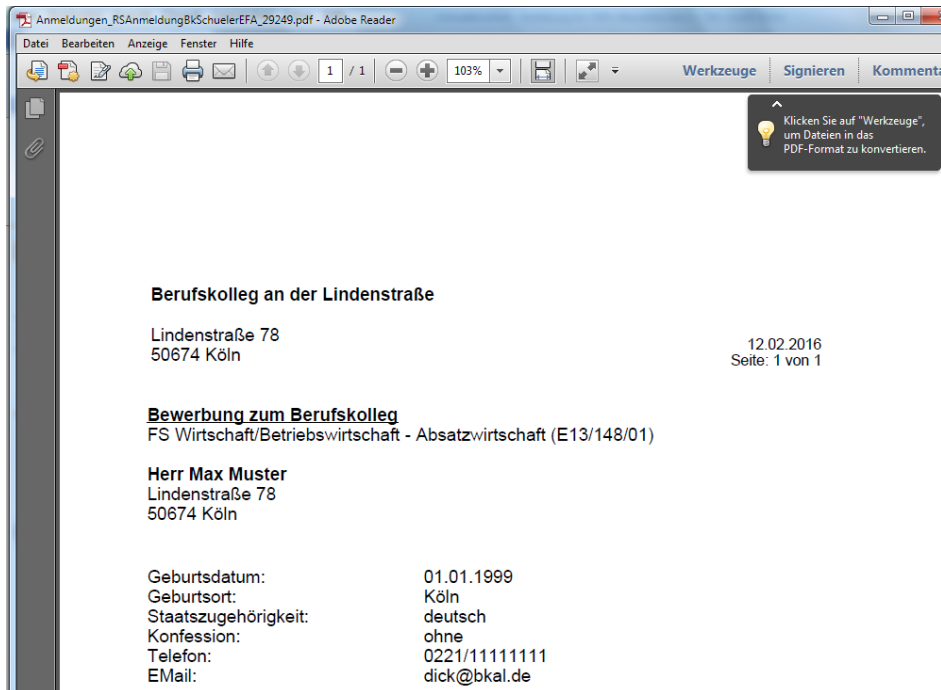 Anmeldungen_RSAnmeldungBkSchuelerEFA_29249.pdf - Adobe Reader
Datei Bearbeiten Anzeige Fenster Hilfe
1 / 1 103% Werkzeuge Signieren Kommenta
Klicken Sie auf "Werkzeuge",
um Dateien in das
PDF-Format zu konvertieren.
Berufskolleg an der Lindenstraße
Lindenstraße 78
50674 Köln
12.02.2016
Seite: 1 von 1
Bewerbung zum Berufskolleg
FS Wirtschaft/Betriebswirtschaft - Absatzwirtschaft (E13/148/01)
Herr Max Muster
Lindenstraße 78
50674 Köln
Geburtsdatum: 01.01.1999
Geburtsort: Köln
Staatszugehörigkeit: deutsch
Konfession: ohne
Telefon: 0221/11111111
EMail: dick@bkal.de